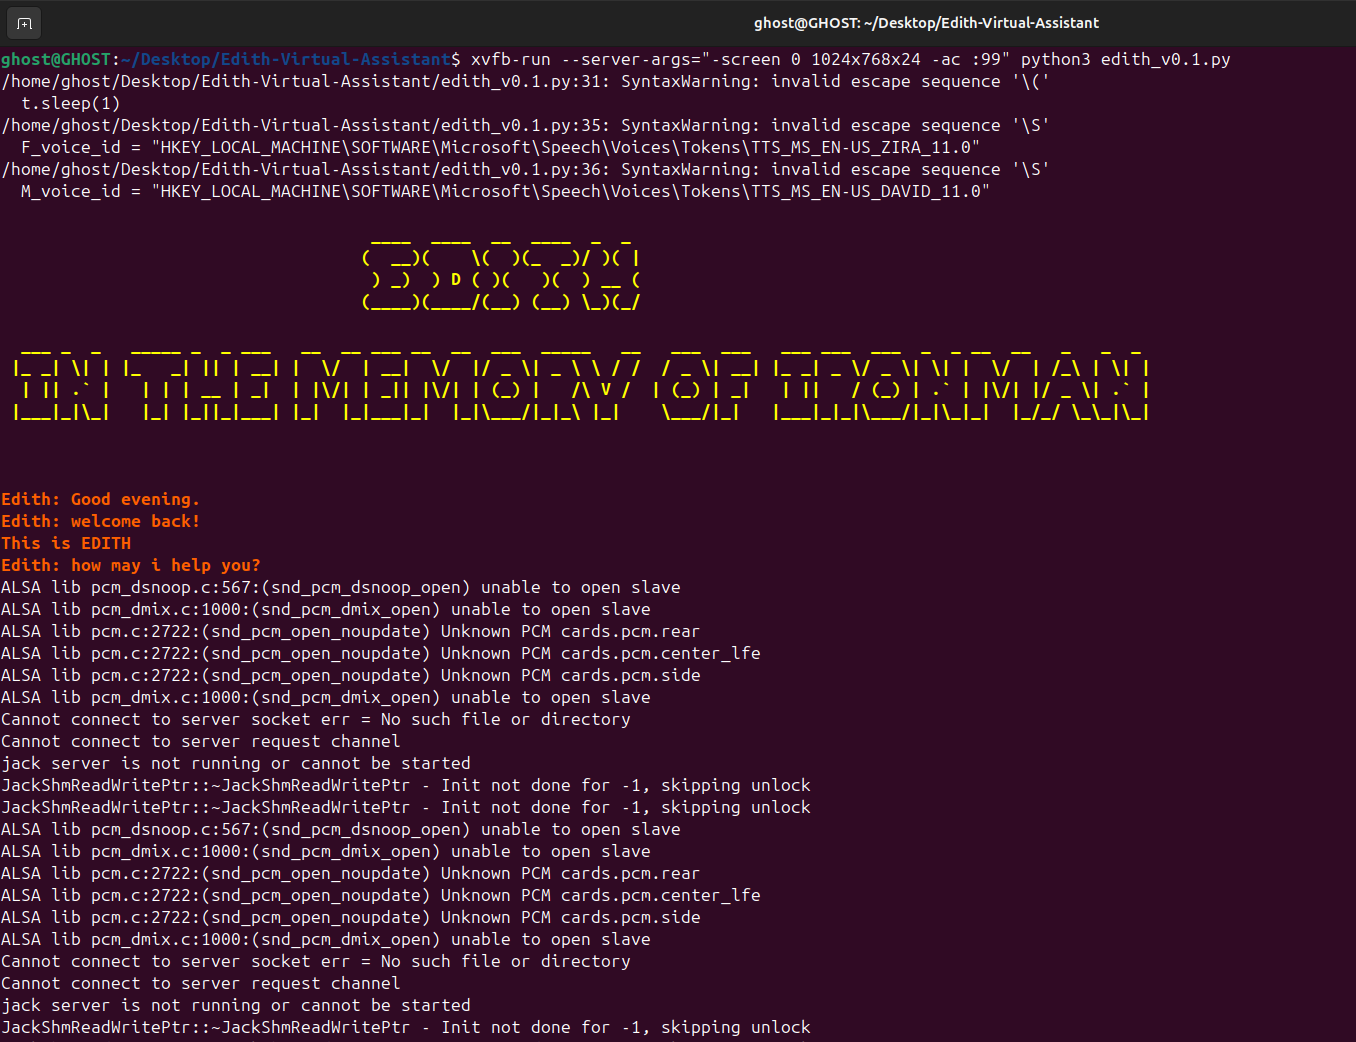 ghost@GHOST: ~/Desktop/Edith-Virtual-Assistant
ghost@GHOST:~/Desktop/Edith-Virtual-Assistant$ xvfb-run --server-args="-screen 0 1024x768x24 -ac :99" python3 edith_v0.1.py
/home/ghost/Desktop/Edith-Virtual-Assistant/edith_v0.1.py:31: SyntaxWarning: invalid escape sequence '\('
  t.sleep(1)
/home/ghost/Desktop/Edith-Virtual-Assistant/edith_v0.1.py:35: SyntaxWarning: invalid escape sequence '\S'
  F_voice_id = "HKEY_LOCAL_MACHINE\SOFTWARE\Microsoft\Speech\Voices\Tokens\TTS_MS_EN-US_ZIRA_11.0"
/home/ghost/Desktop/Edith-Virtual-Assistant/edith_v0.1.py:36: SyntaxWarning: invalid escape sequence '\S'
  M_voice_id = "HKEY_LOCAL_MACHINE\SOFTWARE\Microsoft\Speech\Voices\Tokens\TTS_MS_EN-US_DAVID_11.0"
EDITH
IN THE MEMORY OF IRONMAN
Edith: Good evening.
Edith: welcome back!
This is EDITH
Edith: how may i help you?
ALSA lib pcm_dsnoop.c:567:(snd_pcm_dsnoop_open) unable to open slave
ALSA lib pcm_dmix.c:1000:(snd_pcm_dmix_open) unable to open slave
ALSA lib pcm.c:2722:(snd_pcm_open_noupdate) Unknown PCM cards.pcm.rear
ALSA lib pcm.c:2722:(snd_pcm_open_noupdate) Unknown PCM cards.pcm.center_lfe
ALSA lib pcm.c:2722:(snd_pcm_open_noupdate) Unknown PCM cards.pcm.side
ALSA lib pcm_dmix.c:1000:(snd_pcm_dmix_open) unable to open slave
Cannot connect to server socket err = No such file or directory
Cannot connect to server request channel
jack server is not running or cannot be started
JackShmReadWritePtr::~JackShmReadWritePtr - Init not done for -1, skipping unlock
JackShmReadWritePtr::~JackShmReadWritePtr - Init not done for -1, skipping unlock
ALSA lib pcm_dsnoop.c:567:(snd_pcm_dsnoop_open) unable to open slave
ALSA lib pcm_dmix.c:1000:(snd_pcm_dmix_open) unable to open slave
ALSA lib pcm.c:2722:(snd_pcm_open_noupdate) Unknown PCM cards.pcm.rear
ALSA lib pcm.c:2722:(snd_pcm_open_noupdate) Unknown PCM cards.pcm.center_lfe
ALSA lib pcm.c:2722:(snd_pcm_open_noupdate) Unknown PCM cards.pcm.side
ALSA lib pcm_dmix.c:1000:(snd_pcm_dmix_open) unable to open slave
Cannot connect to server socket err = No such file or directory
Cannot connect to server request channel
jack server is not running or cannot be started
JackShmReadWritePtr::~JackShmReadWritePtr - Init not done for -1, skipping unlock